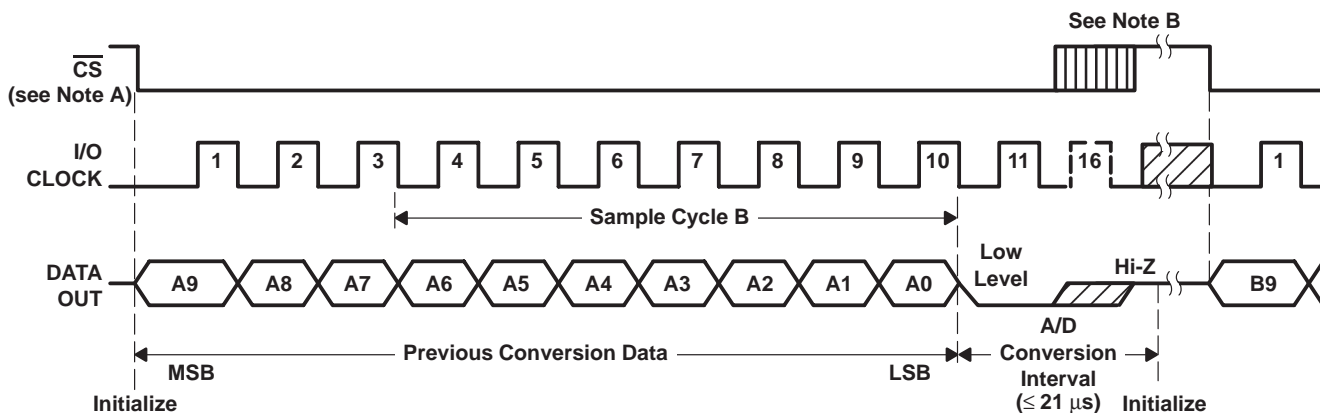 See Note B
CS
(see Note A)
I/O
CLOCK
1 2 3 4 5 6 7 8 9 10 11 16 1
Sample Cycle B
DATA
OUT
A9 A8 A7 A6 A5 A4 A3 A2 A1 A0
Low
Level
Hi-Z
B9
A/D
Conversion
Interval
(≤ 21 μs)
Previous Conversion Data
MSB
LSB
Initialize
Initialize